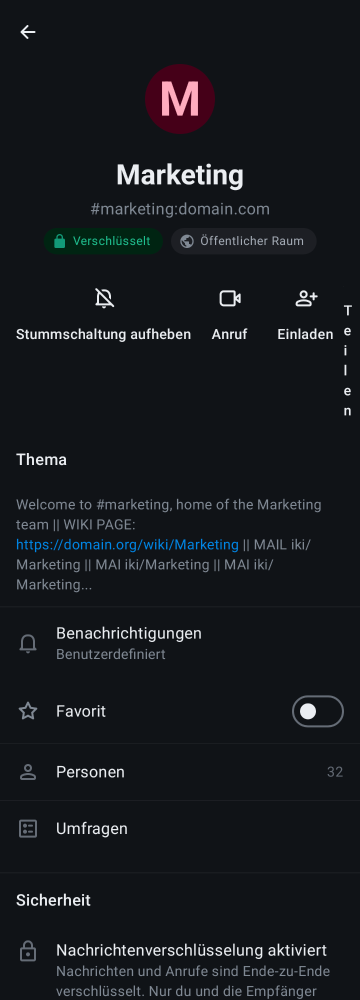 M
Marketing
#marketing:domain.com
Verschlüsselt
Öffentlicher Raum
Stummschaltung aufheben
Anruf
Einladen
T
e
i
l
e
n
Thema
Welcome to #marketing, home of the Marketing
team || WIKI PAGE:
https://domain.org/wiki/Marketing || MAIL iki/
Marketing || MAI iki/Marketing || MAI iki/
Marketing...
Benachrichtigungen
Benutzerdefiniert
Favorit
Personen
32
Umfragen
Sicherheit
Nachrichtenverschlüsselung aktiviert
Nachrichten und Anrufe sind Ende-zu-Ende
verschlüsselt. Nur du und die Empfänger